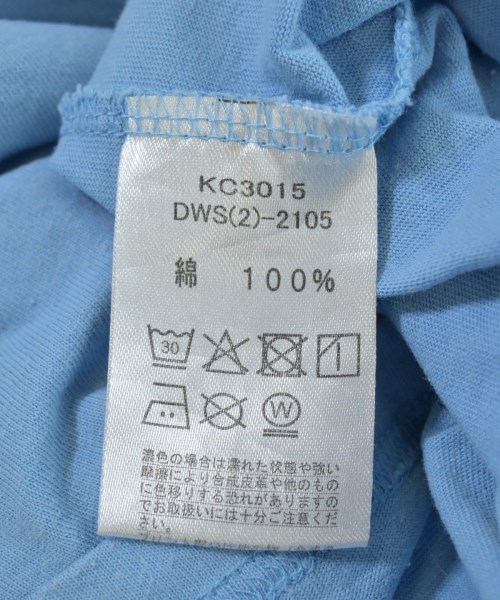 KC3015
DWS(2)-2105
綿 100%
30
W
濃色の場合は濡れた状態や強い
摩擦により合成皮革や他のもの
に色移りする恐れがありますの
でお取扱いには十分ご注意くだ
さい。